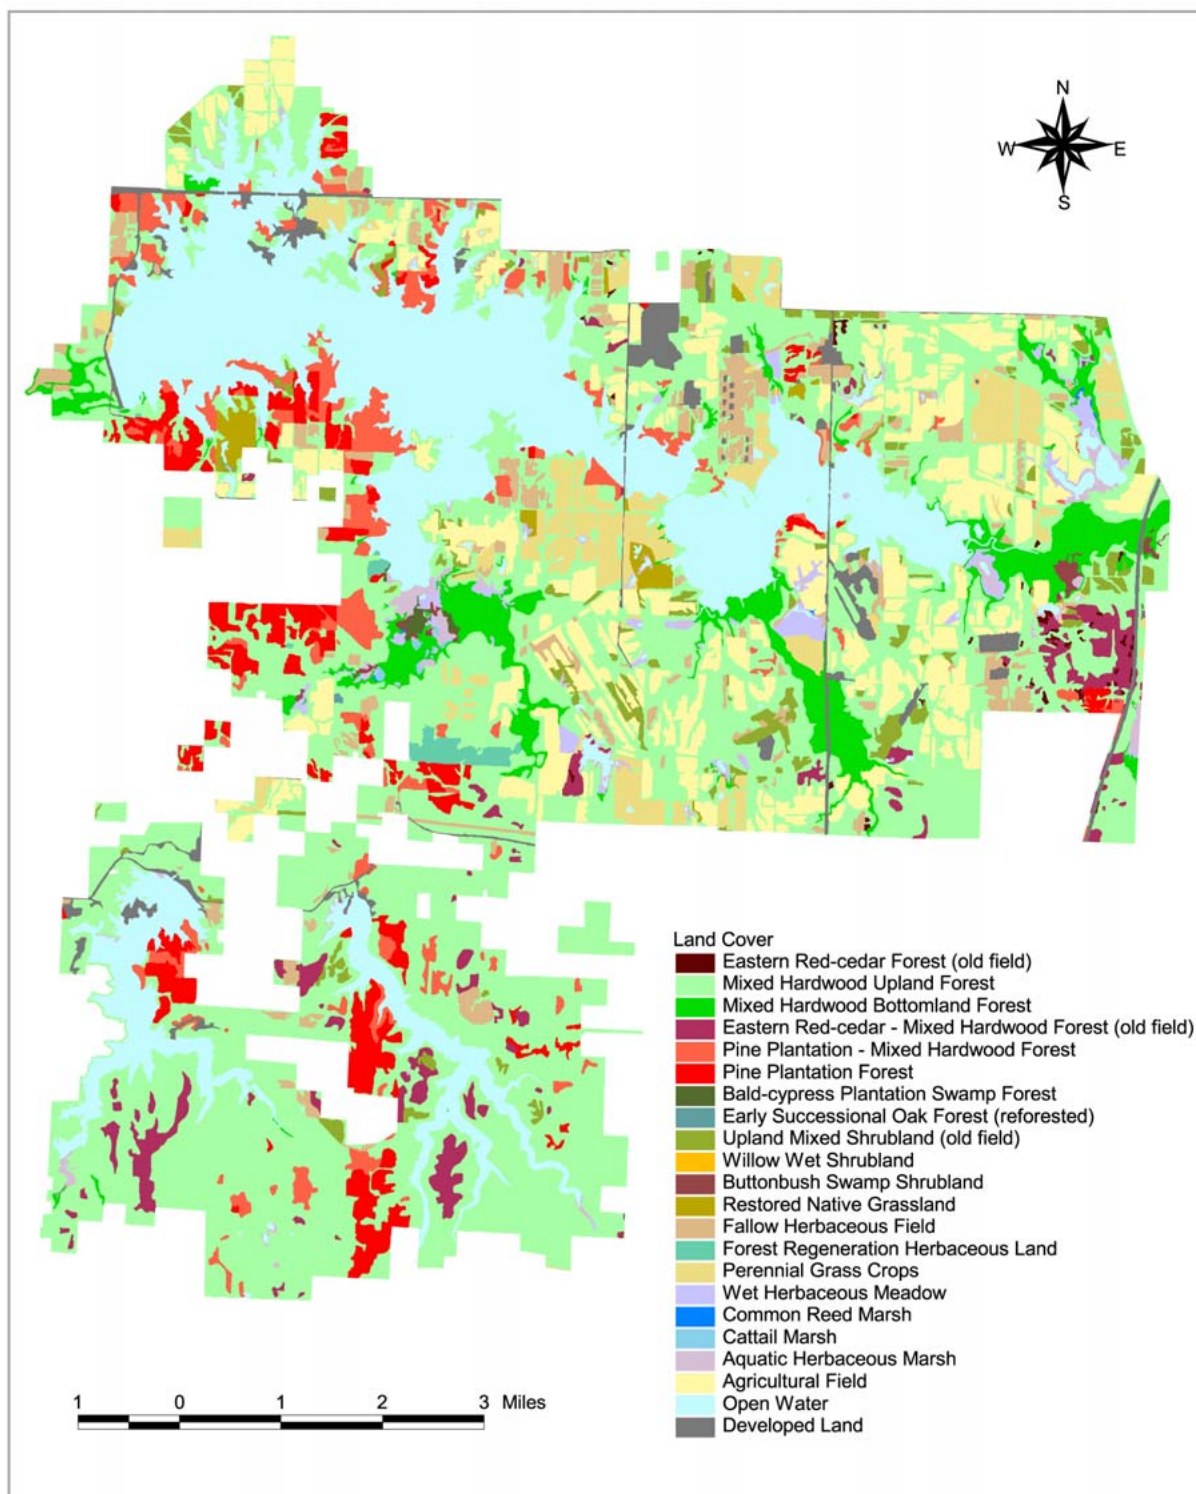 N
W E
S
Land Cover
Eastern Red-cedar Forest (old field)
Mixed Hardwood Upland Forest
Mixed Hardwood Bottomland Forest
Eastern Red-cedar - Mixed Hardwood Forest (old field)
Pine Plantation - Mixed Hardwood Forest
Pine Plantation Forest
Bald-cypress Plantation Swamp Forest
Early Successional Oak Forest (reforested)
Upland Mixed Shrubland (old field)
Willow Wet Shrubland
Buttonbush Swamp Shrubland
Restored Native Grassland
Fallow Herbaceous Field
Forest Regeneration Herbaceous Land
Perennial Grass Crops
Wet Herbaceous Meadow
Common Reed Marsh
Cattail Marsh
Aquatic Herbaceous Marsh
Agricultural Field
Open Water
Developed Land
1 0 1 2 3 Miles